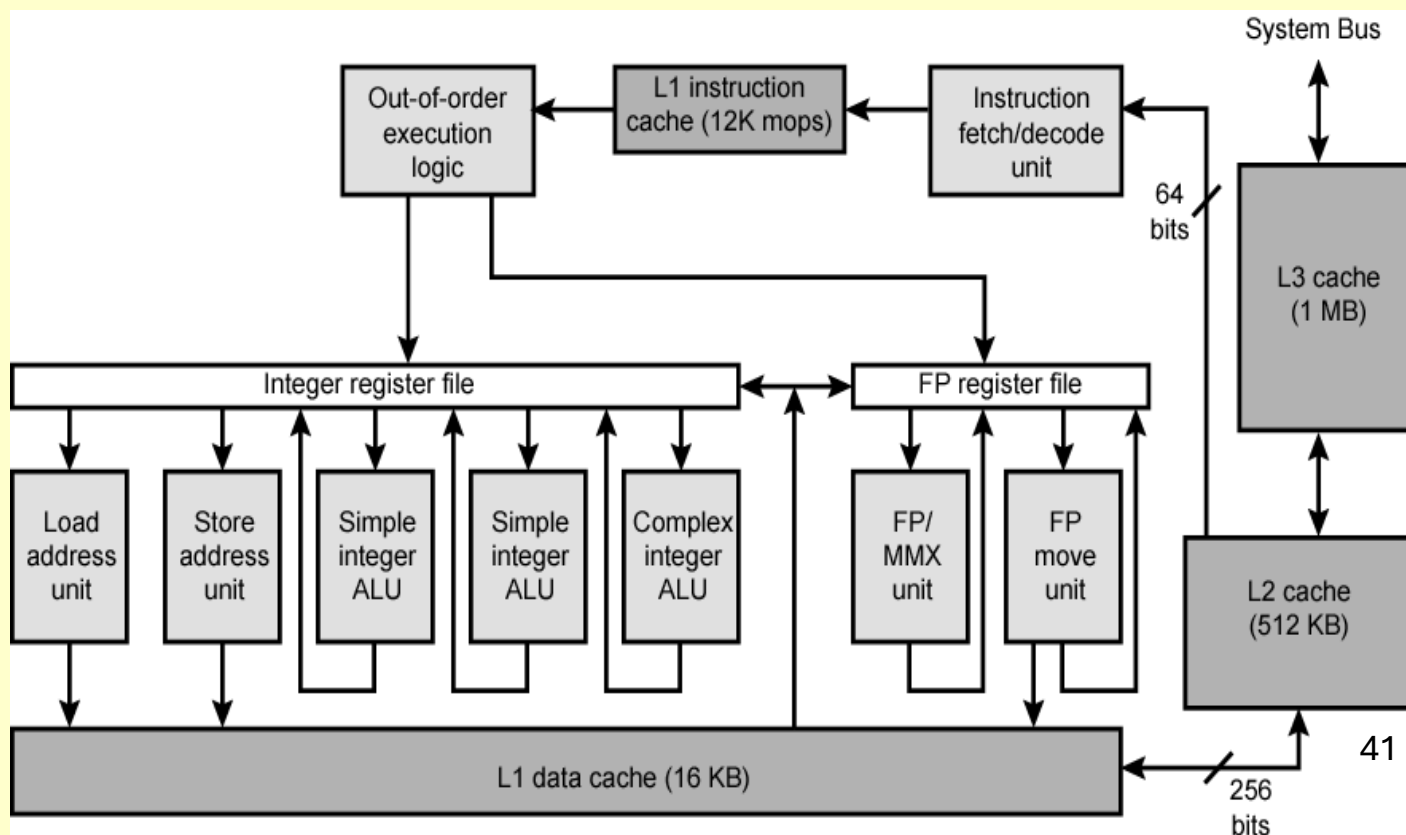 System Bus
Out-of-order
execution
logic
L1 instruction
cache (12K mops)
Instruction
fetch/decode
unit
64
bits
L3 cache
(1 MB)
Integer register file
FP register file
Load
address
unit
Store
address
unit
Simple
integer
ALU
Simple
integer
ALU
Complex
integer
ALU
FP/
MMX
unit
FP
move
unit
L2 cache
(512 KB)
L1 data cache (16 KB)
256
bits
41